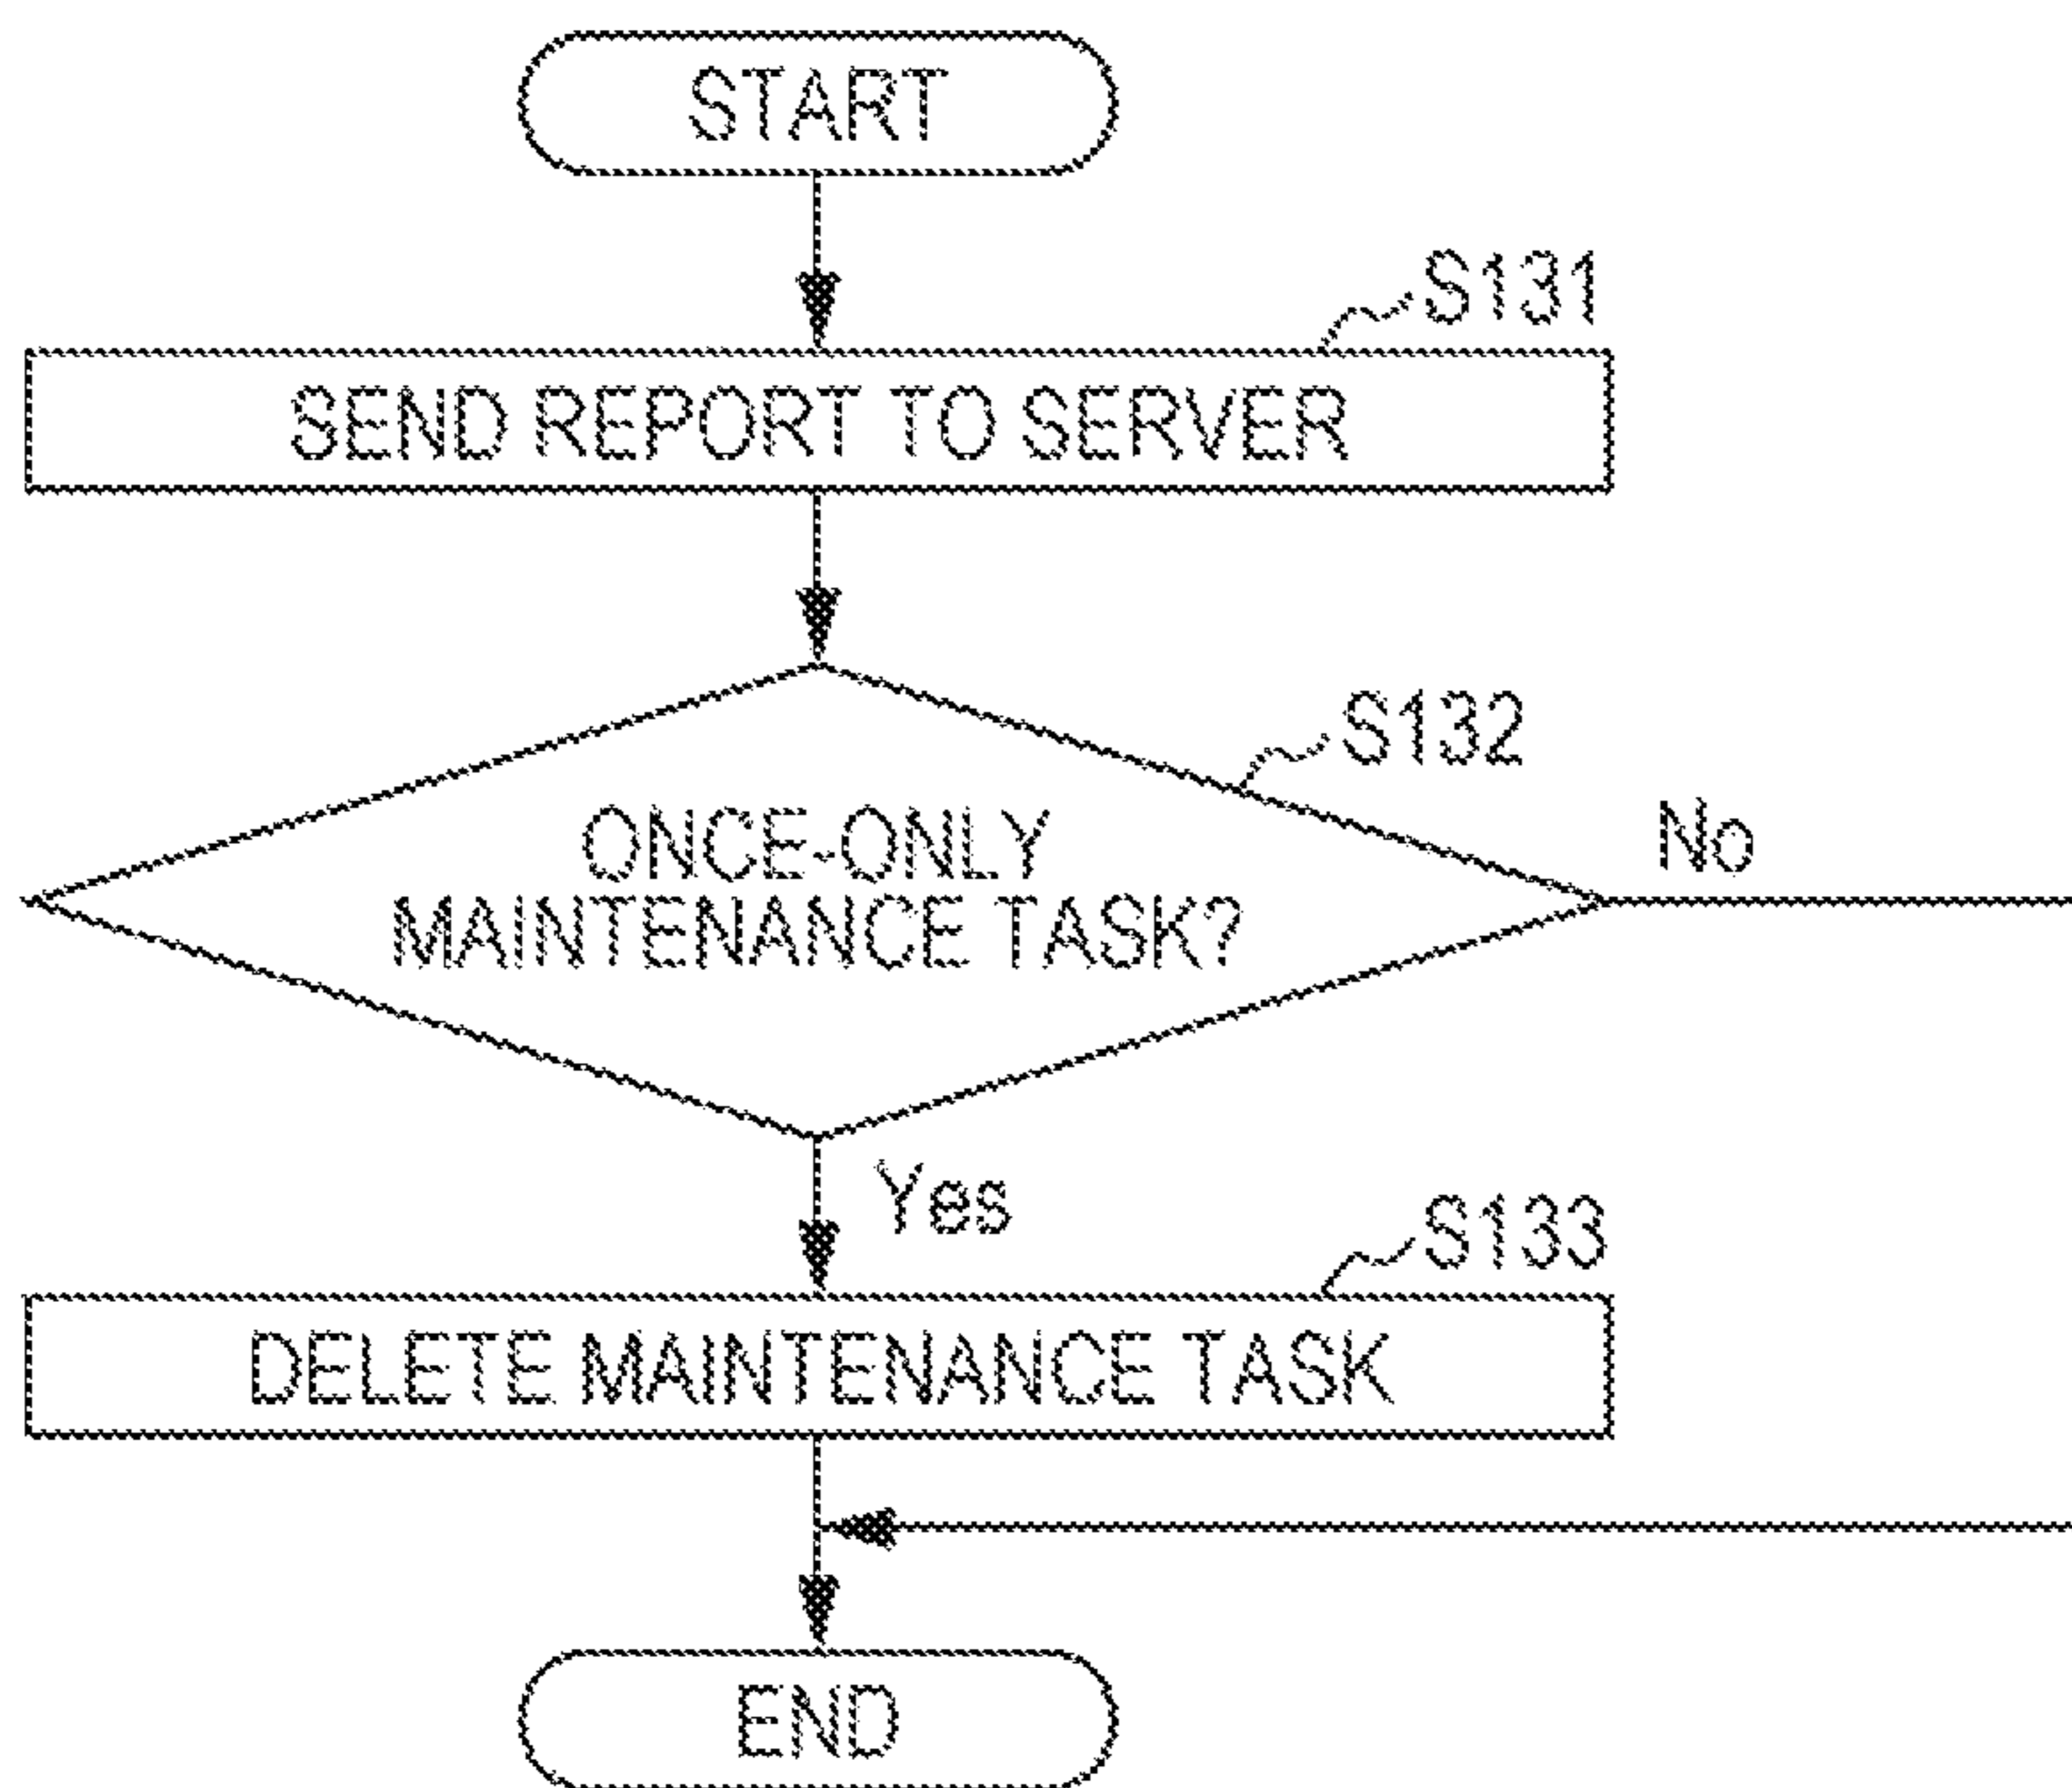 START
S131
SEND REPORT TO SERVER
S132
ONCE-ONLY
MAINTENANCE TASK?
No
Yes
S133
DELETE MAINTENANCE TASK
END